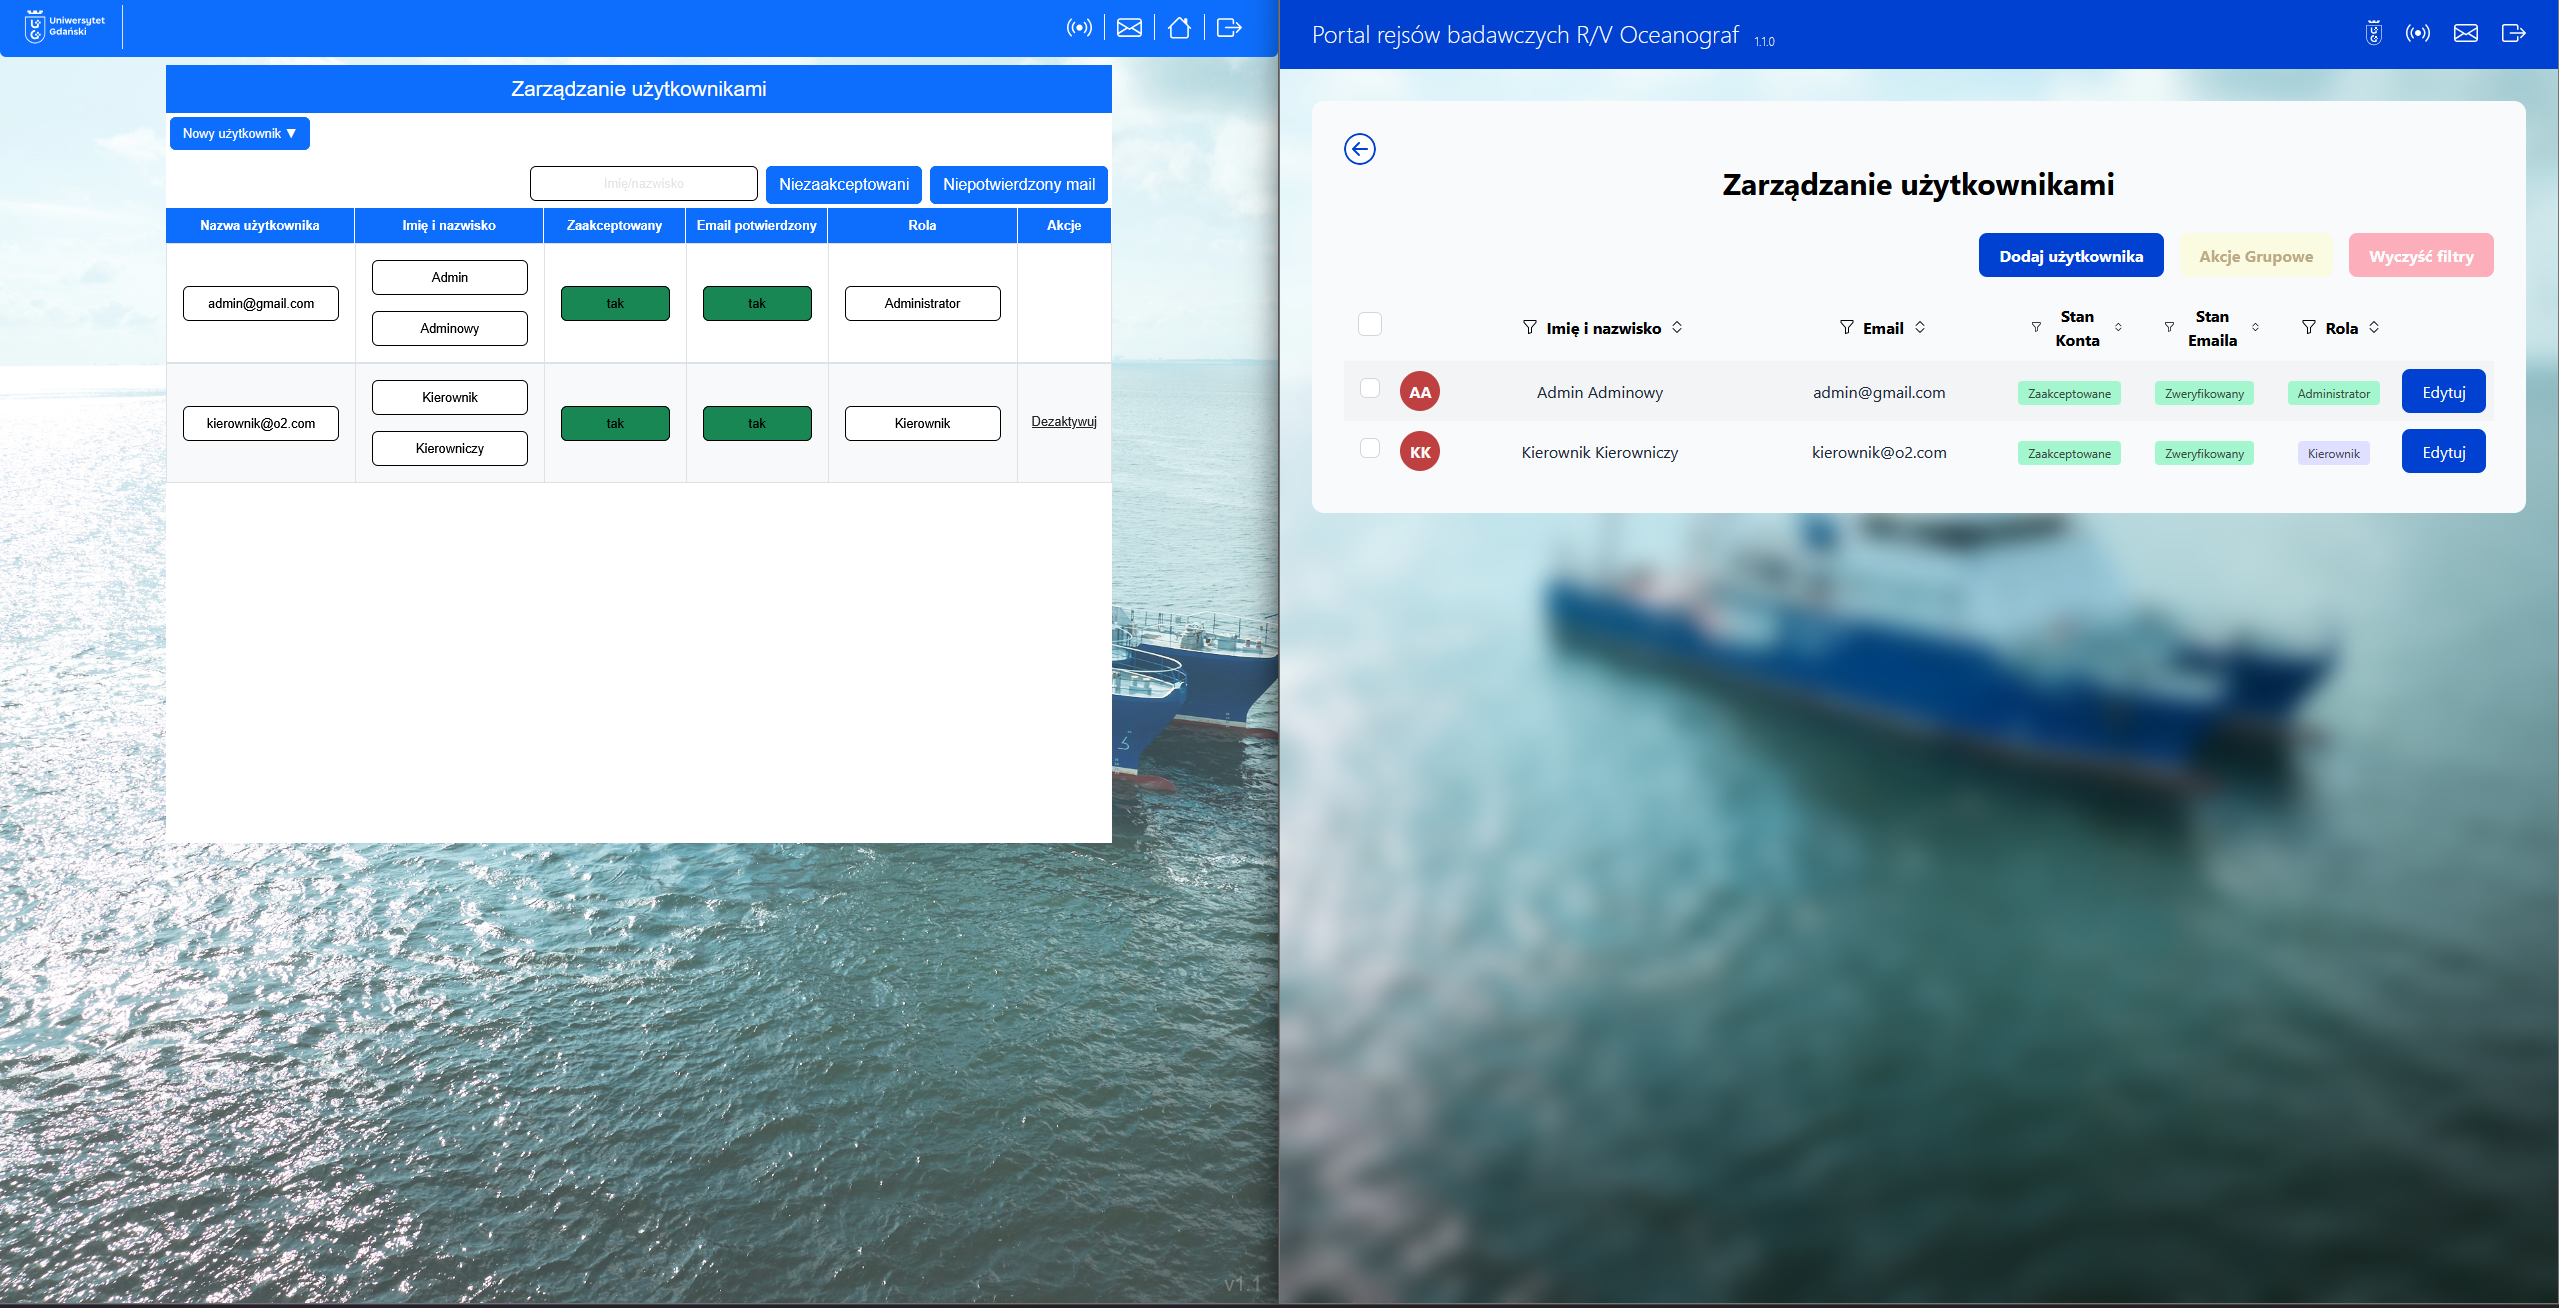 Uniwersytet
Gdański
Zarządzanie użytkownikami
Nowy użytkownik ▼
Imię/nazwisko
Niezaakceptowani
Niepotwierdzony mail
Nazwa użytkownika
Imię i nazwisko
Zaakceptowany
Email potwierdzony
Rola
Akcje
admin@gmail.com
Admin
Adminowy
tak
tak
Administrator
kierownik@o2.com
Kierownik
Kierowniczy
tak
tak
Kierownik
Dezaktywuj
v1.1
Portal rejsów badawczych R/V Oceanograf 1.1.0
Zarządzanie użytkownikami
Dodaj użytkownika
Akcje Grupowe
Wyczyść filtry
Imię i nazwisko
Email
Stan
Konta
Stan
Emaila
Rola
AA
Admin Adminowy
admin@gmail.com
Zaakceptowane
Zweryfikowany
Administrator
Edytuj
KK
Kierownik Kierowniczy
kierownik@o2.com
Zaakceptowane
Zweryfikowany
Kierownik
Edytuj